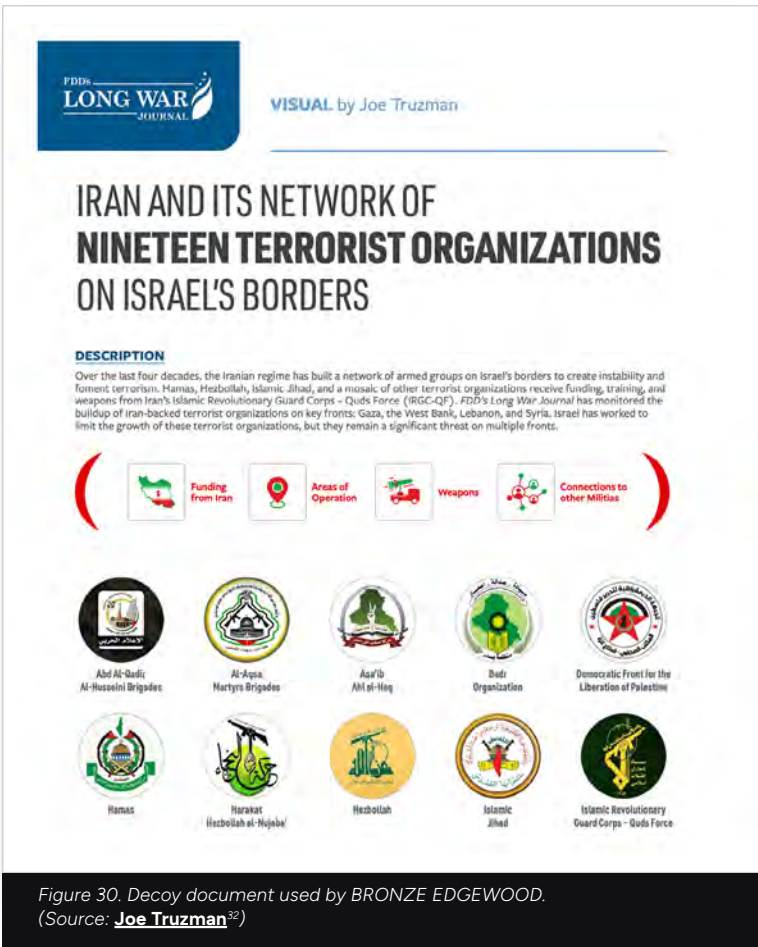 FDD's
LONG WAR
JOURNAL
VISUAL by Joe Truzman
IRAN AND ITS NETWORK OF
NINETEEN TERRORIST ORGANIZATIONS
ON ISRAEL'S BORDERS
DESCRIPTION
Over the last four decades, the Iranian regime has built a network of armed groups on Israel's borders to create instability and
foment terrorism. Hamas, Hezbollah, Islamic Jihad, and a mosaic of other terrorist organizations receive funding, training, and
weapons from Iran's Islamic Revolutionary Guard Corps – Quds Force (IRGC-QF). FDD's Long War Journal has monitored the
buildup of Iran-backed terrorist organizations on key fronts: Gaza, the West Bank, Lebanon, and Syria. Israel has worked to
limit the growth of these terrorist organizations, but they remain a significant threat on multiple fronts.
Funding
from Iran
Areas of
Operation
Weapons
Connections to
other Militias
الاعلام الحربي
Abd Al-Qadir
Al-Husseini Brigades
Al-Aqsa
Martyrs Brigades
Asa'ib
Ahl al-Haq
Badr
Organization
Democratic Front for the
Liberation of Palestine
Hamas
Harakat
Hezbollah al-Nujaba'
Hezbollah
Islamic
Jihad
Islamic Revolutionary
Guard Corps – Quds Force
Figure 30. Decoy document used by BRONZE EDGEWOOD.
(Source: Joe Truzman32)